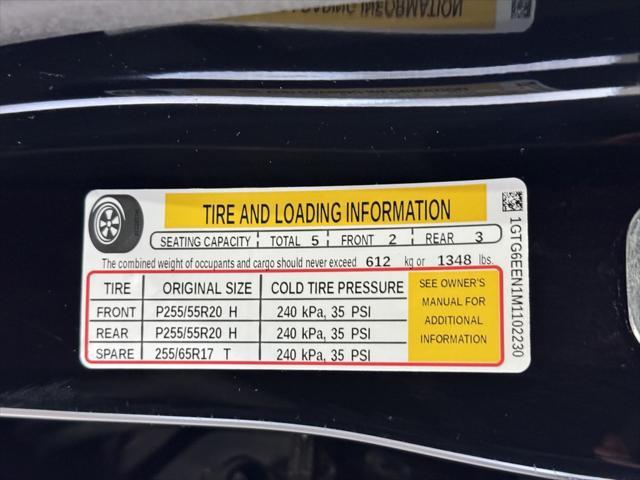 TIRE AND LOADING INFORMATION
SEATING CAPACITY TOTAL 5 FRONT 2 REAR 3
The combined weight of occupants and cargo should never exceed 612 kg or 1348 lbs.
TIRE ORIGINAL SIZE COLD TIRE PRESSURE
FRONT P255/55R20 H 240 kPa, 35 PSI
REAR P255/55R20 H 240 kPa, 35 PSI
SPARE 255/65R17 T 240 kPa, 35 PSI
SEE OWNER'S
MANUAL FOR
ADDITIONAL
INFORMATION
1GTG6EEN1M1102230